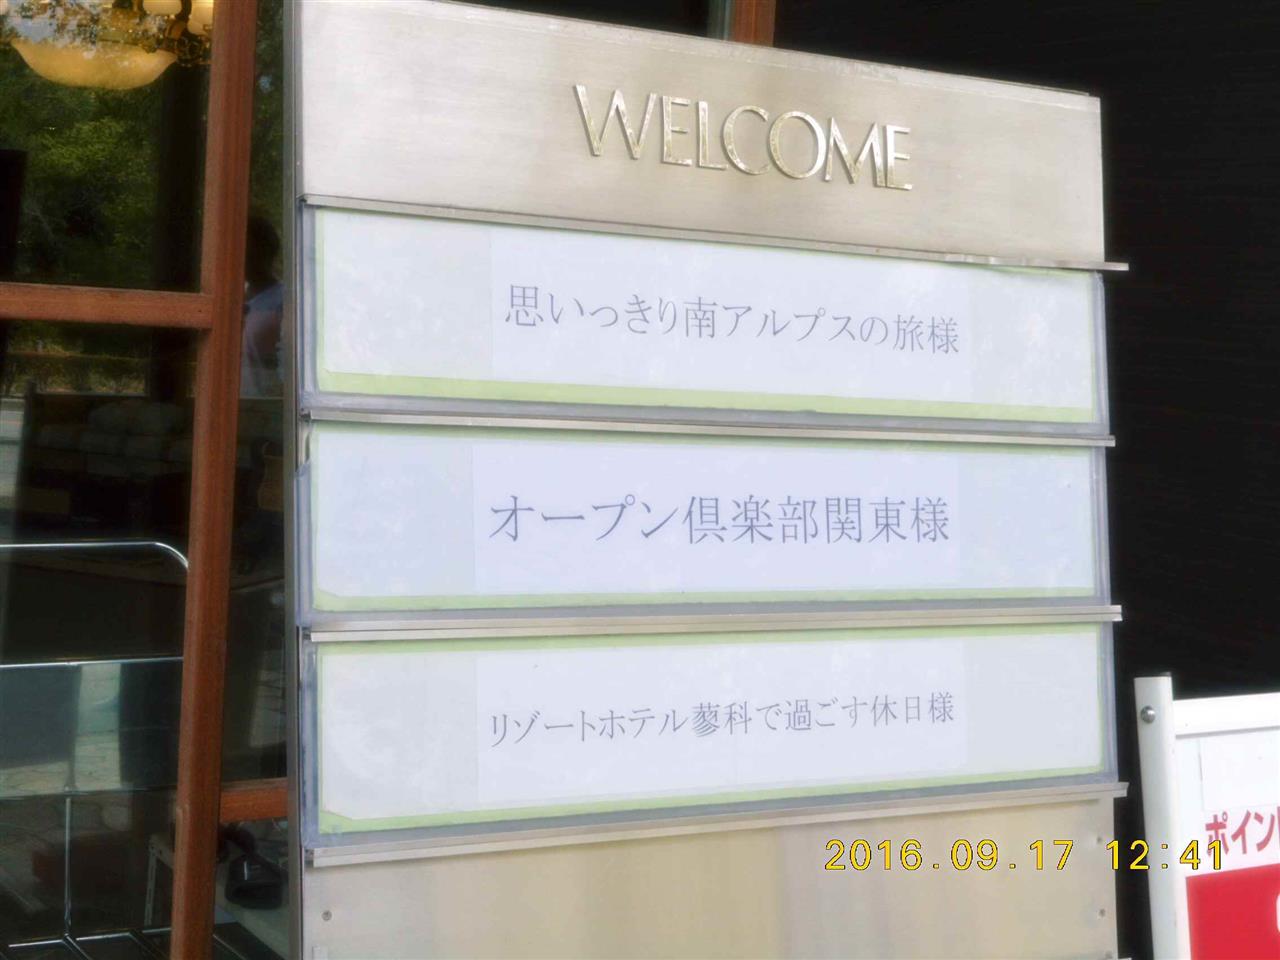 WELCOME
思いっきり南アルプスの旅様
オープン倶楽部関東様
リゾートホテル蓼科で過ごす休日様
ポイン
2016.09.17 12:41